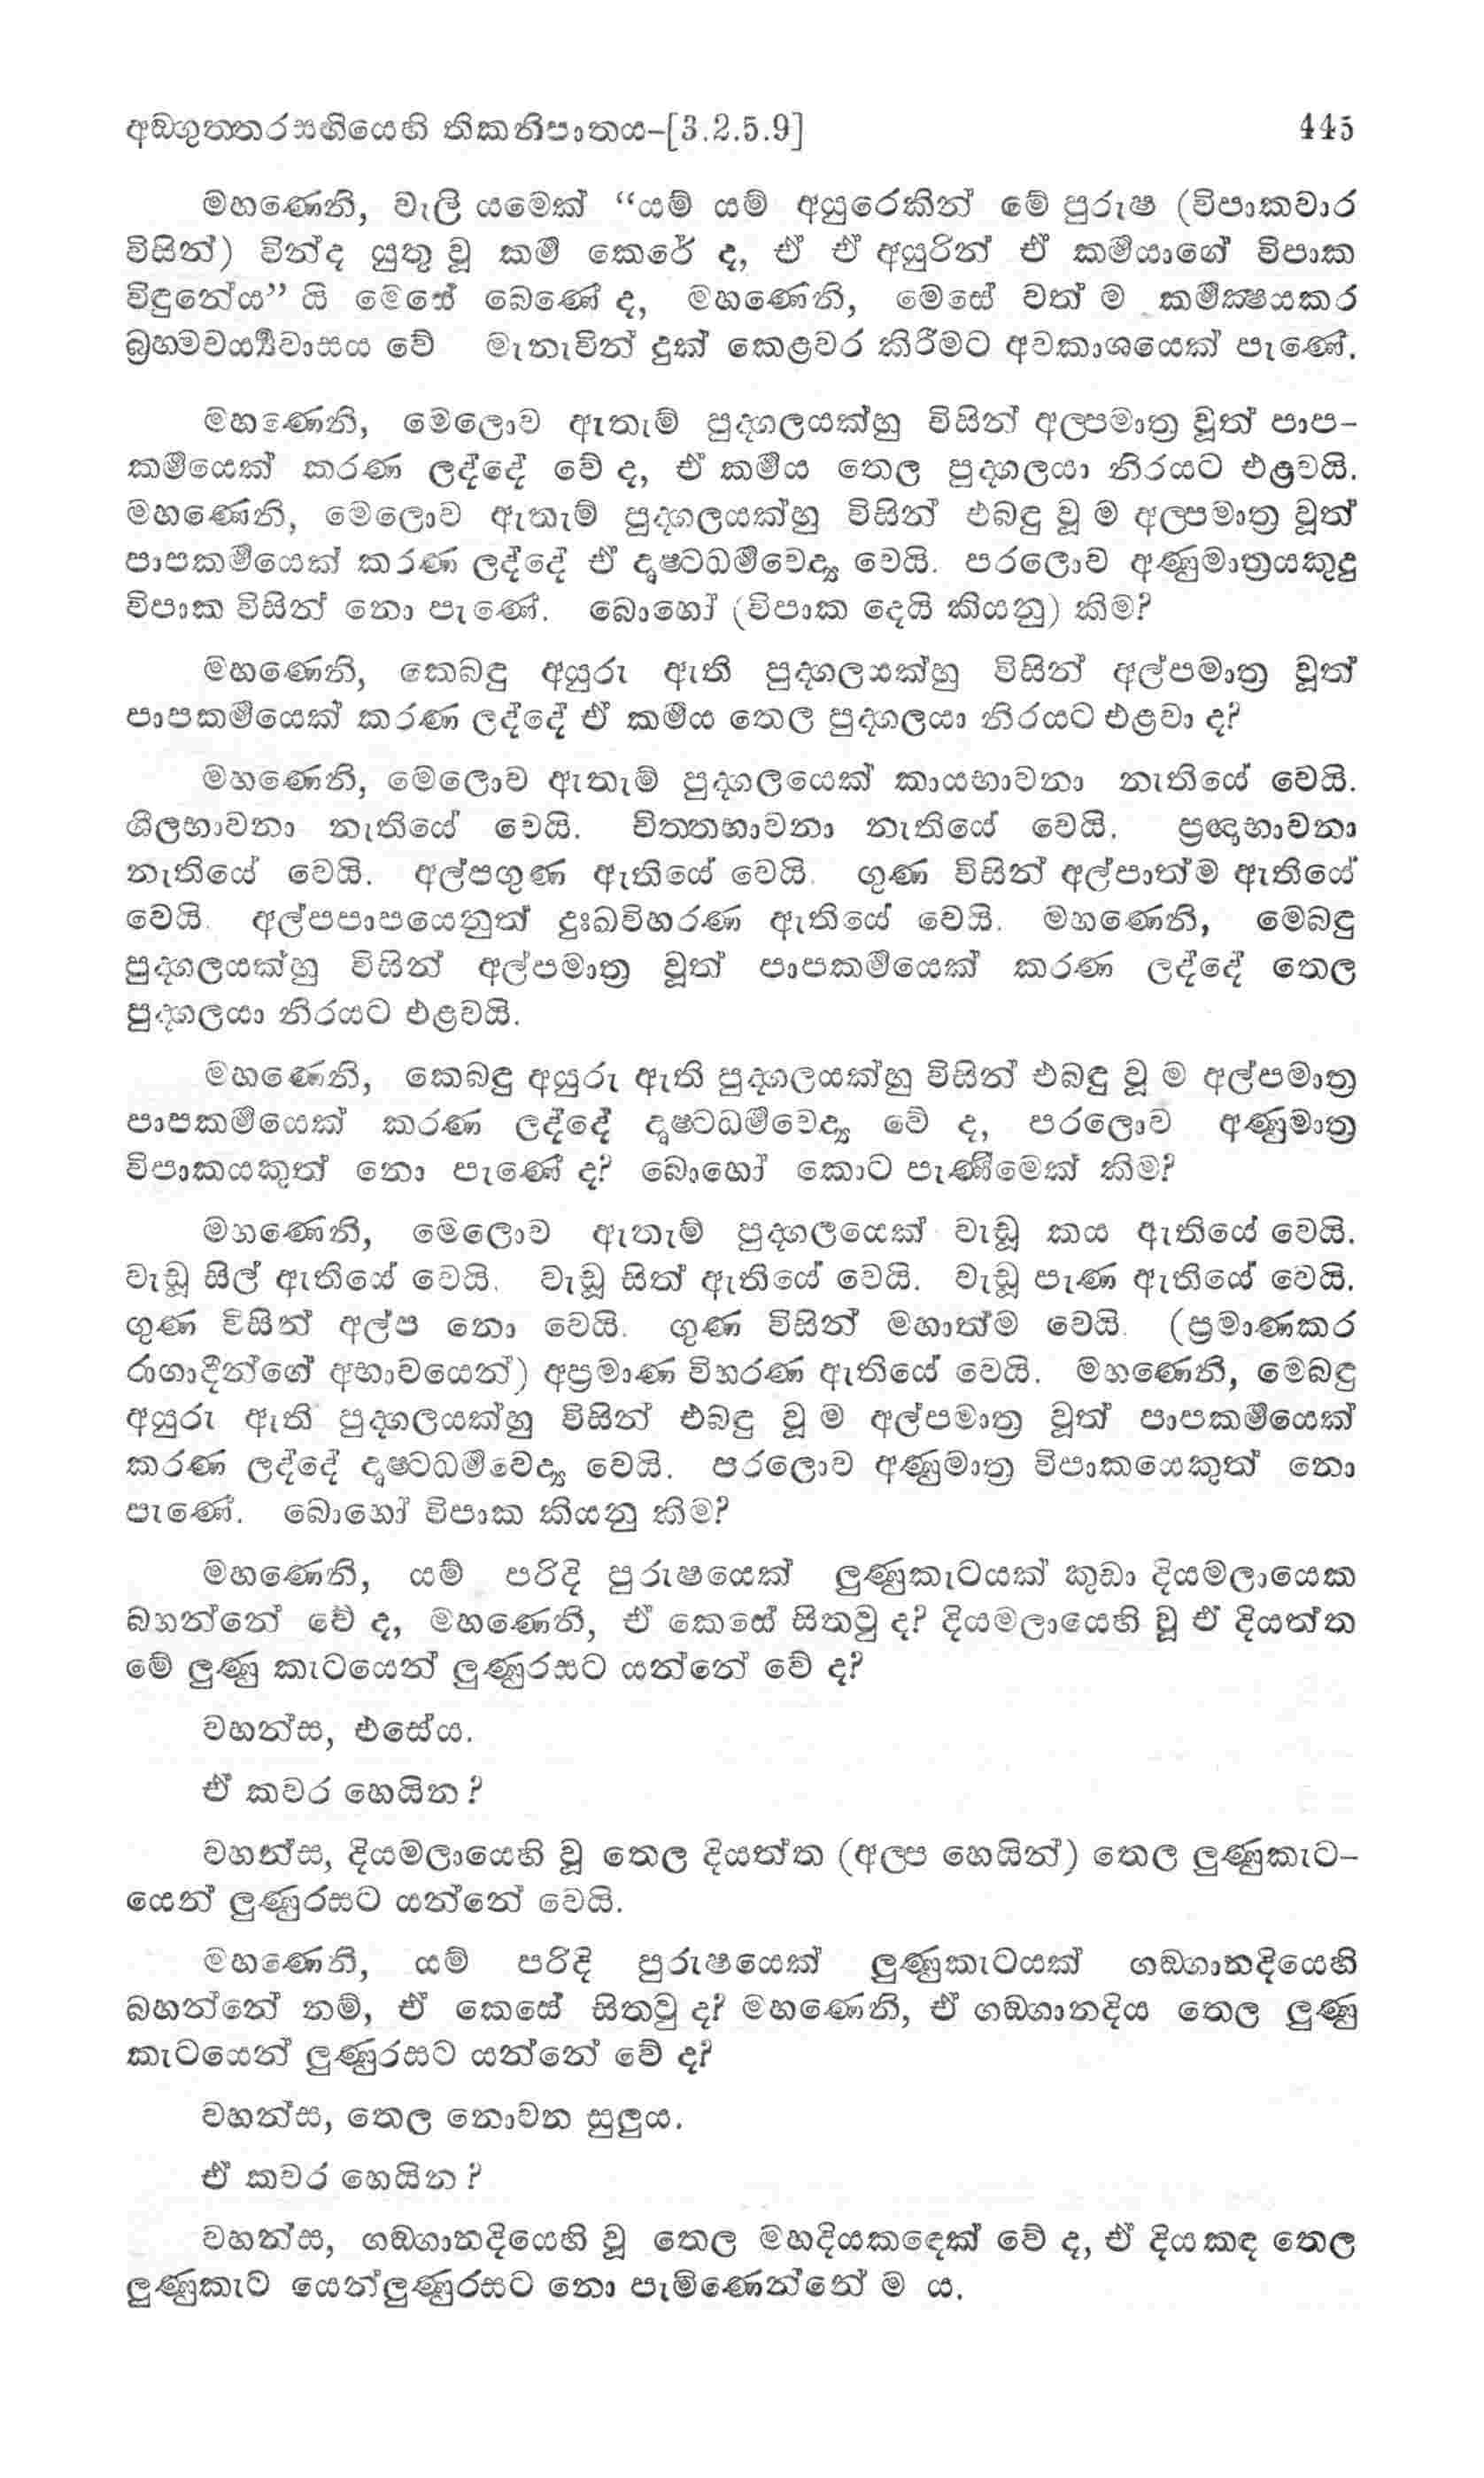 අඞ්ගුත්තරසඟියෙහි තිකනිපාතය–[3.2.5.9] 445
මහණෙනි, වැලි යමෙක් “යම් යම් අයුරෙකින් මේ පුරුෂ (විපාකවාර
විසින්) වින්ද යුතු වූ කර්ම කෙරේ ද, ඒ ඒ අයුරින් ඒ කර්මයාගේ විපාක
විඳුනේය” යි මෙසේ බෙණේ ද, මහණෙනි, මෙසේ වත් ම කර්මක්ෂයකර
බ්‍රහ්මචර්‍ය්‍යවාසය වේ මැනැවින් දුක් කෙළවර කිරීමට අවකාශයෙක් පැණේ.
මහණෙනි, මෙලොව ඇතැම් පුද්ගලයක්හු විසින් අල්පමාත්‍ර වූත් පාප-
කර්මයෙක් කරණ ලද්දේ වේ ද, ඒ කර්මය තෙල පුද්ගලයා නිරයට එළවයි.
මහණෙනි, මෙලොව ඇතැම් පුද්ගලයක්හු විසින් එබඳු වූ ම අල්පමාත්‍ර වූත්
පාපකර්මයෙක් කරණ ලද්දේ ඒ දෘෂ්ටධර්මවේද්‍ය වෙයි. පරලොව අණුමාත්‍රයකුදු
විපාක විසින් නො පැණේ. බොහෝ (විපාක දෙයි කියනු) කිම?
මහණෙනි, කෙබඳු අයුරු ඇති පුද්ගලයක්හු විසින් අල්පමාත්‍ර වූත්
පාපකර්මයෙක් කරණ ලද්දේ ඒ කර්මය තෙල පුද්ගලයා නිරයට එළවා ද?
මහණෙනි, මෙලොව ඇතැම් පුද්ගලයෙක් කායභාවනා නැතියේ වෙයි.
ශීලභාවනා නැතියේ වෙයි. චිත්තභාවනා නැතියේ වෙයි. ප්‍රඥාභාවනා
නැතියේ වෙයි. අල්පගුණ ඇතියේ වෙයි. ගුණ විසින් අල්පාත්ම ඇතියේ
වෙයි. අල්පපාපයෙනුත් දුඃඛවිහරණ ඇතියේ වෙයි. මහණෙනි, මෙබඳු
පුද්ගලයක්හු විසින් අල්පමාත්‍ර වූත් පාපකර්මයෙක් කරණ ලද්දේ තෙල
පුද්ගලයා නිරයට එළවයි.
මහණෙනි, කෙබඳු අයුරු ඇති පුද්ගලයක්හු විසින් එබඳු වූ ම අල්පමාත්‍ර
පාපකර්මයෙක් කරණ ලද්දේ දෘෂ්ටධර්මවේද්‍ය වේ ද, පරලොව අණුමාත්‍ර
විපාකයකුත් නො පැණේ ද? බොහෝ කොට පැණීමෙක් කිම?
මහණෙනි, මෙලොව ඇතැම් පුද්ගලයෙක් වැඩූ කය ඇතියේ වෙයි.
වැඩූ සිල් ඇතියේ වෙයි. වැඩූ සිත් ඇතියේ වෙයි. වැඩූ පැණ ඇතියේ වෙයි.
ගුණ විසින් අල්ප නො වෙයි. ගුණ විසින් මහාත්ම වෙයි. (ප්‍රමාණකර
රාගාදීන්ගේ අභාවයෙන්) අප්‍රමාණ විහරණ ඇතියේ වෙයි. මහණෙනි, මෙබඳු
අයුරු ඇති පුද්ගලයක්හු විසින් එබඳු වූ ම අල්පමාත්‍ර වූත් පාපකර්මයෙක්
කරණ ලද්දේ දෘෂ්ටධර්මවේද්‍ය වෙයි. පරලොව අණුමාත්‍ර විපාකයෙකුත් නො
පැණේ. බොහෝ විපාක කියනු කිම?
මහණෙනි, යම් පරිදි පුරුෂයෙක් ලුණුකැටයක් කුඩා දියමලායෙක
බහන්නේ වේ ද, මහණෙනි, ඒ කෙසේ සිතවු ද? දියමලායෙහි වූ ඒ දියත්ත
මේ ලුණු කැටයෙන් ලුණුරසට යන්නේ වේ ද?
වහන්ස, එසේය.
ඒ කවර හෙයින?
වහන්ස, දියමලායෙහි වූ තෙල දියත්ත (අල්ප හෙයින්) තෙල ලුණුකැට-
යෙන් ලුණුරසට යන්නේ වෙයි.
මහණෙනි, යම් පරිදි පුරුෂයෙක් ලුණුකැටයක් ගඞ්ගානදියෙහි
බහන්නේ නම්, ඒ කෙසේ සිතවු ද? මහණෙනි, ඒ ගඞ්ගානදිය තෙල ලුණු
කැටයෙන් ලුණුරසට යන්නේ වේ ද?
වහන්ස, තෙල නොවන සුලුය.
ඒ කවර හෙයින?
වහන්ස, ගඞ්ගානදියෙහි වූ තෙල මහදියකඳෙක් වේ ද, ඒ දියකඳ තෙල
ලුණුකැට යෙන්ලුණුරසට නො පැමිණෙන්නේ ම ය.